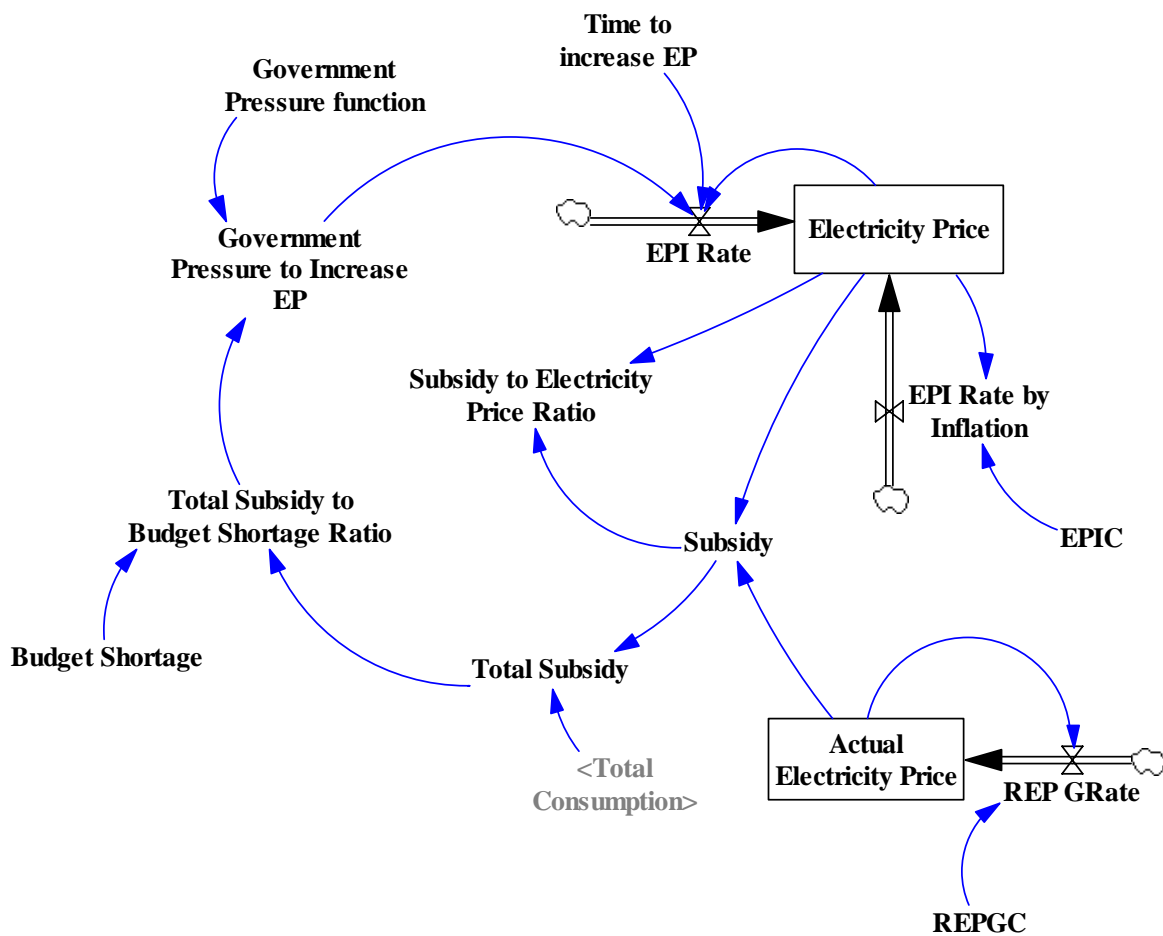 Time to
increase EP
Government
Pressure function
Electricity Price
EPI Rate
Government
Pressure to Increase
EP
Subsidy to Electricity
Price Ratio
EPI Rate by
Inflation
Total Subsidy to
Budget Shortage Ratio
Subsidy
EPIC
Budget Shortage
Total Subsidy
Actual
Electricity Price
<Total
Consumption>
REP GRate
REPGC